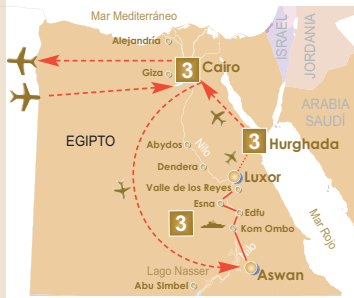 Mar Mediterráneo
Alejandría
ISRAEL
JORDANIA
3
Cairo
Giza
ARABIA
SAUDÍ
EGIPTO
3
Hurghada
Nilo
Abydos
Dendera
Luxor
Valle de los Reyes
Esna
Edfu
3
Kom Ombo
Mar Rojo
Nilo
Lago Nasser
Aswan
Abu Simbel